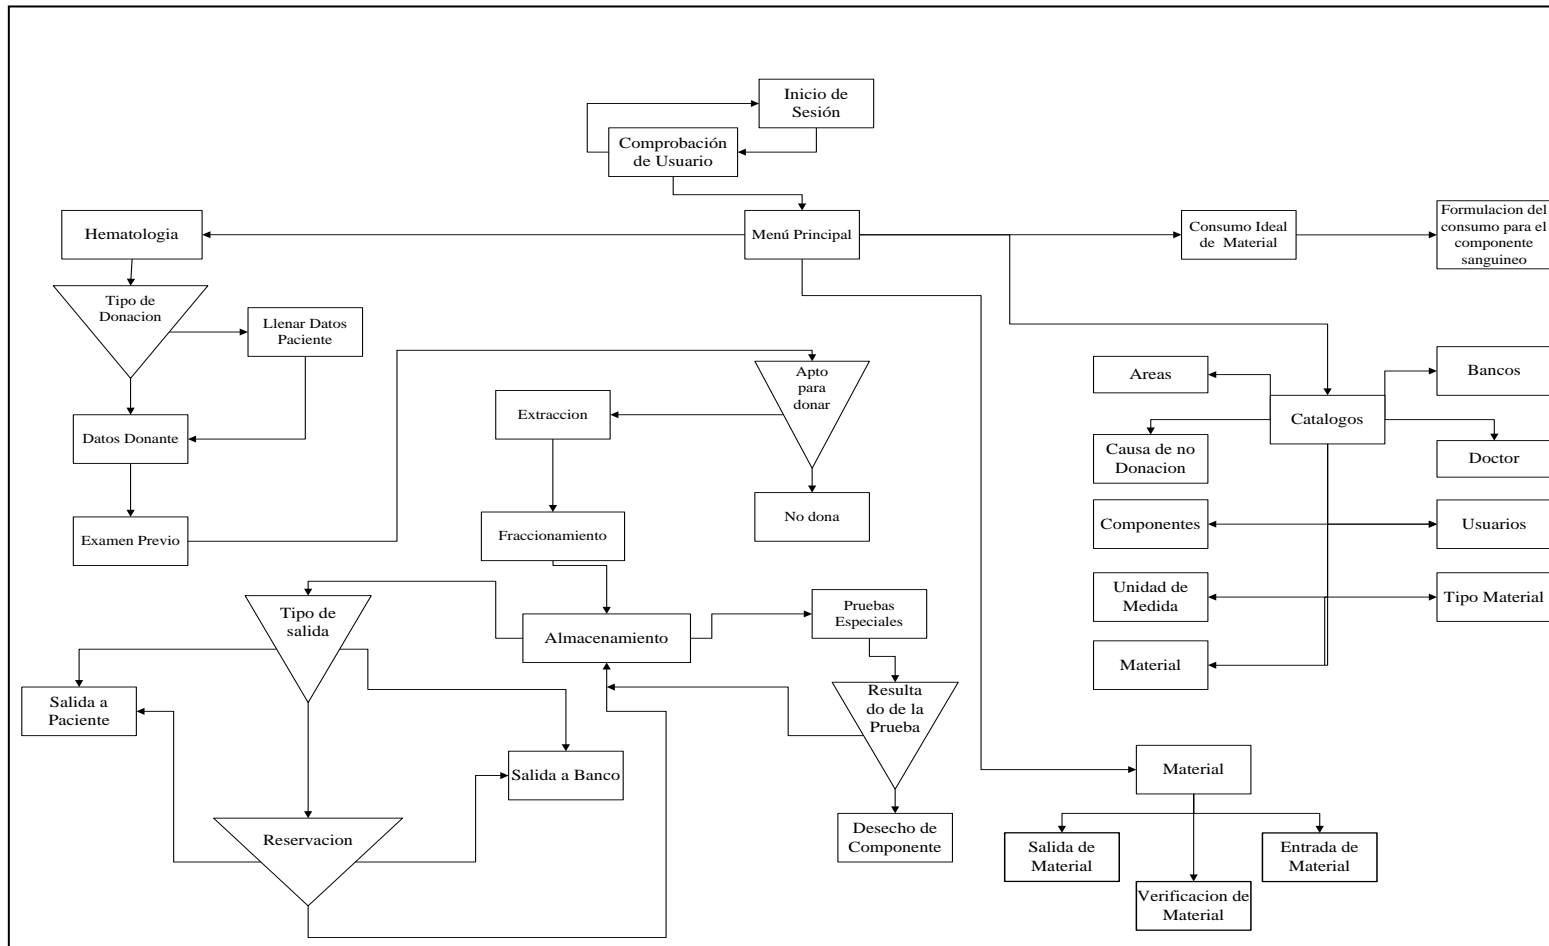 Inicio de
Sesión
Comprobación
de Usuario
Hematologia
Menú Principal
Consumo Ideal
de Material
Formulacion del
consumo para el
componente
sanguineo
Tipo de
Donacion
Llenar Datos
Paciente
Apto
para
donar
Areas
Bancos
Extraccion
Catalogos
Datos Donante
Causa de no
Donacion
Doctor
No dona
Componentes
Usuarios
Examen Previo
Fraccionamiento
Unidad de
Medida
Tipo Material
Tipo de
salida
Almacenamiento
Pruebas
Especiales
Material
Salida a
Paciente
Resulta
do de la
Prueba
Salida a Banco
Material
Reservacion
Desecho de
Componente
Salida de
Material
Entrada de
Material
Verificacion de
Material